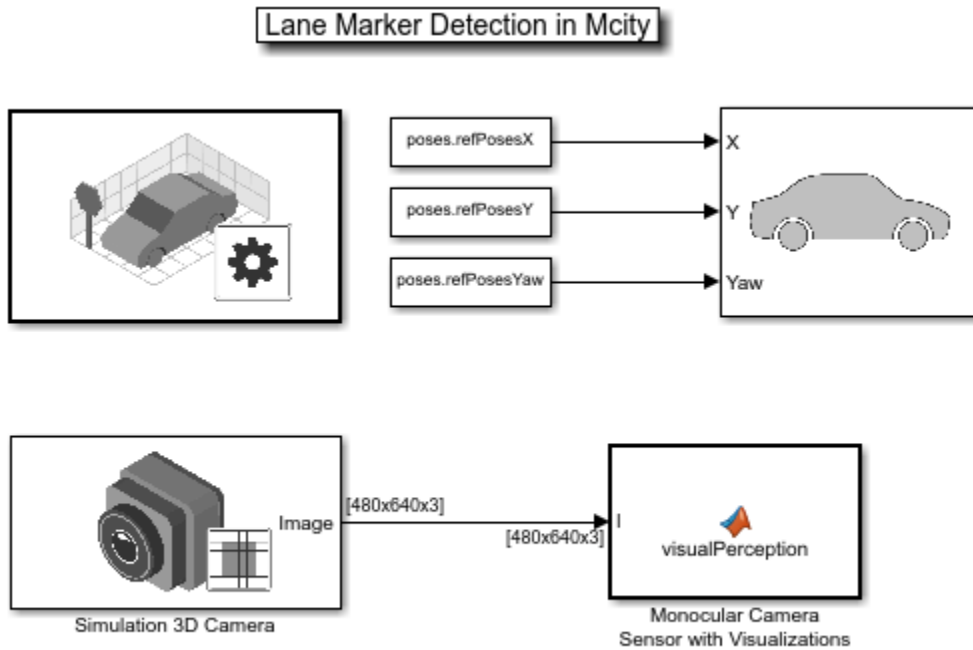 Lane Marker Detection in Mcity
poses.refPosesX
X
poses.refPosesY
Y
poses.refPosesYaw
Yaw
Image
[480x640x3]
[480x640x3]
I
visualPerception
Simulation 3D Camera
Monocular Camera
Sensor with Visualizations